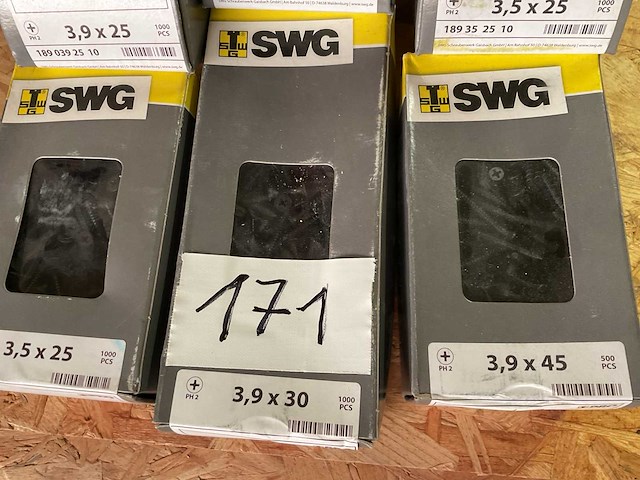 PH 2
3,9 x 25
1000
PCS
189 039 25 10
3,5 x 25
1000
PCS
189 35 25 10
SWG
SWG
SWG
171
3,5 x 25
1000
PCS
PH 2
3,9 x 30
1000
PCS
PH 2
3,9 x 45
500
PCS